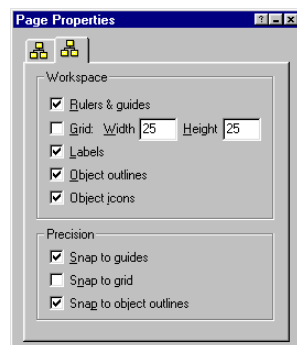 Page Properties
Workspace
Rulers & guides
Grid: Width 25 Height 25
Labels
Object outlines
Object icons
Precision
Snap to guides
Snap to grid
Snap to object outlines